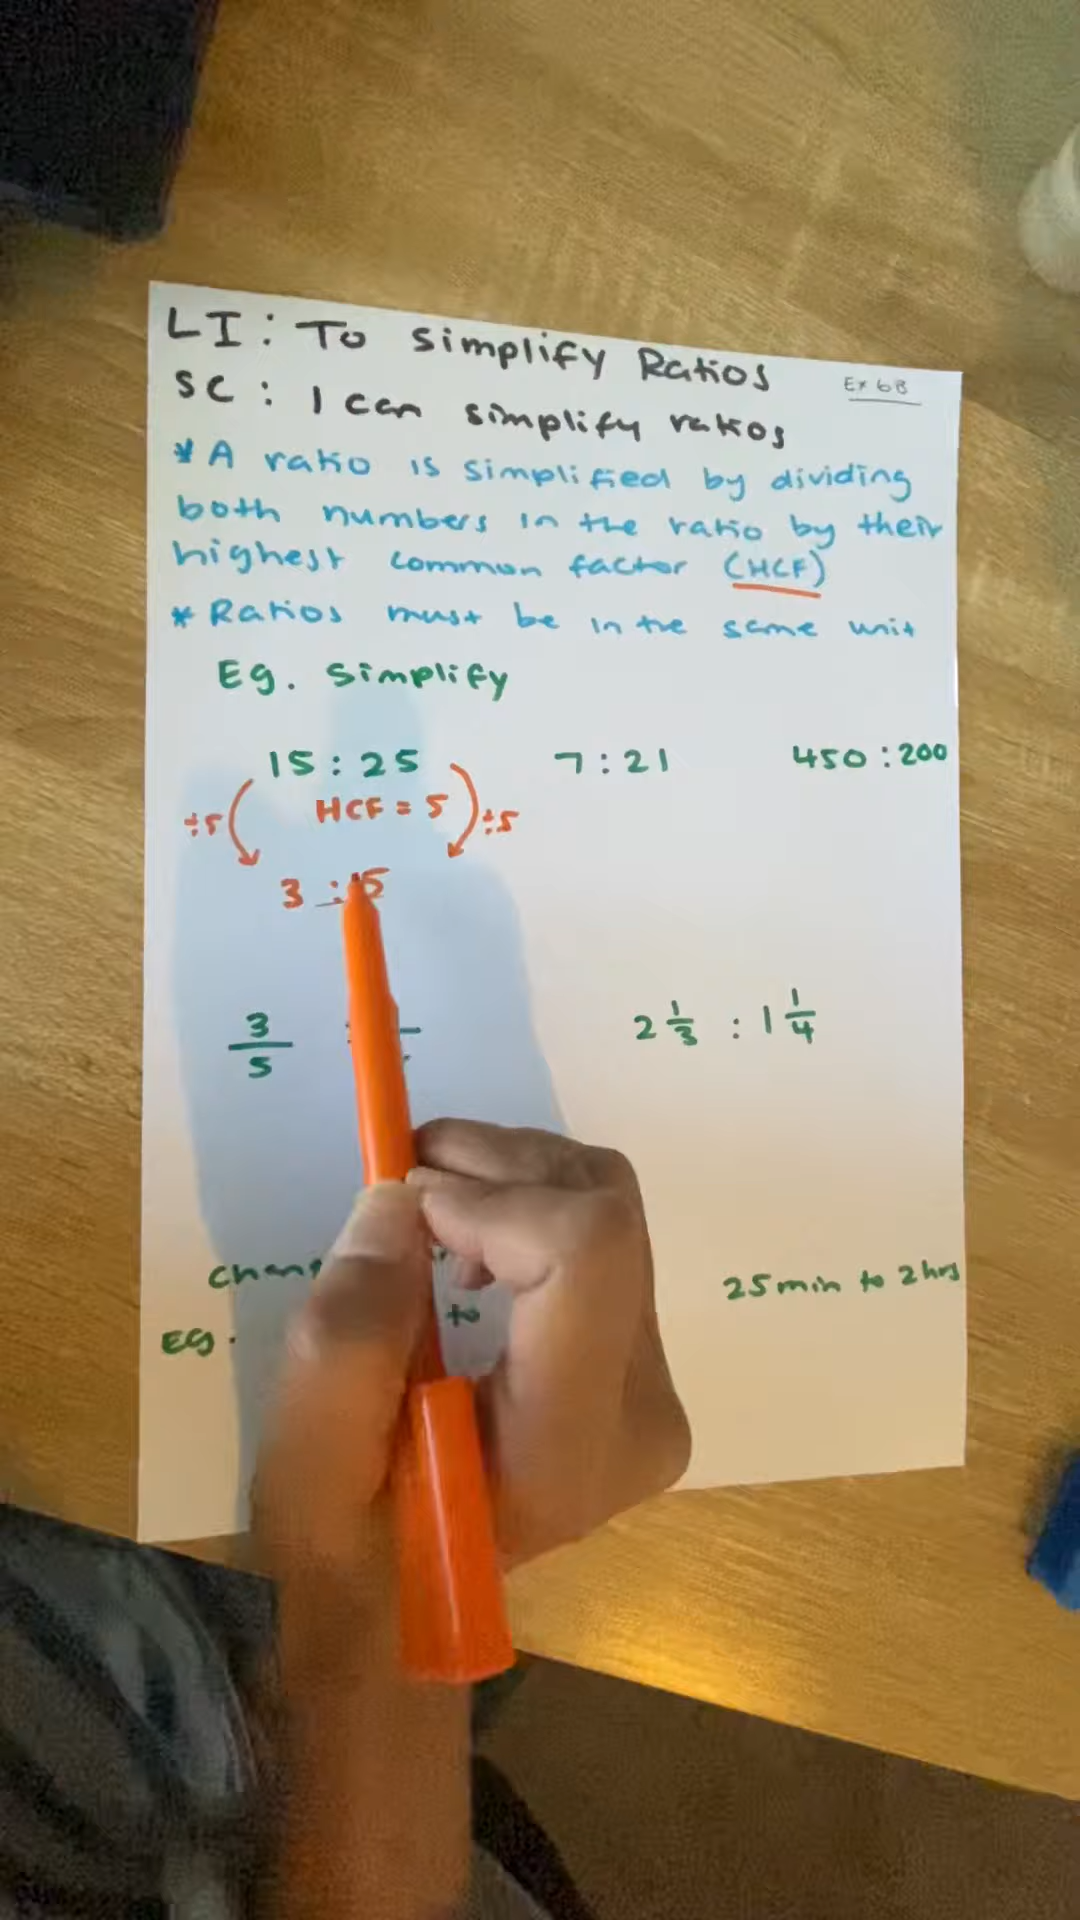 LI: To simplify Ratios
Ex 6B
SC: I can simplify ratios
* A ratio is simplified by dividing
both numbers in the ratio by their
highest common factor (HCF)
* Ratios must be in the same unit
Eg. Simplify
15 : 25
7 : 21
450 : 200
÷5
HCF = 5
÷5
3 : 5
3/5 :
2 1/3 : 1 1/4
25 min to 2 hrs
to
Eg.